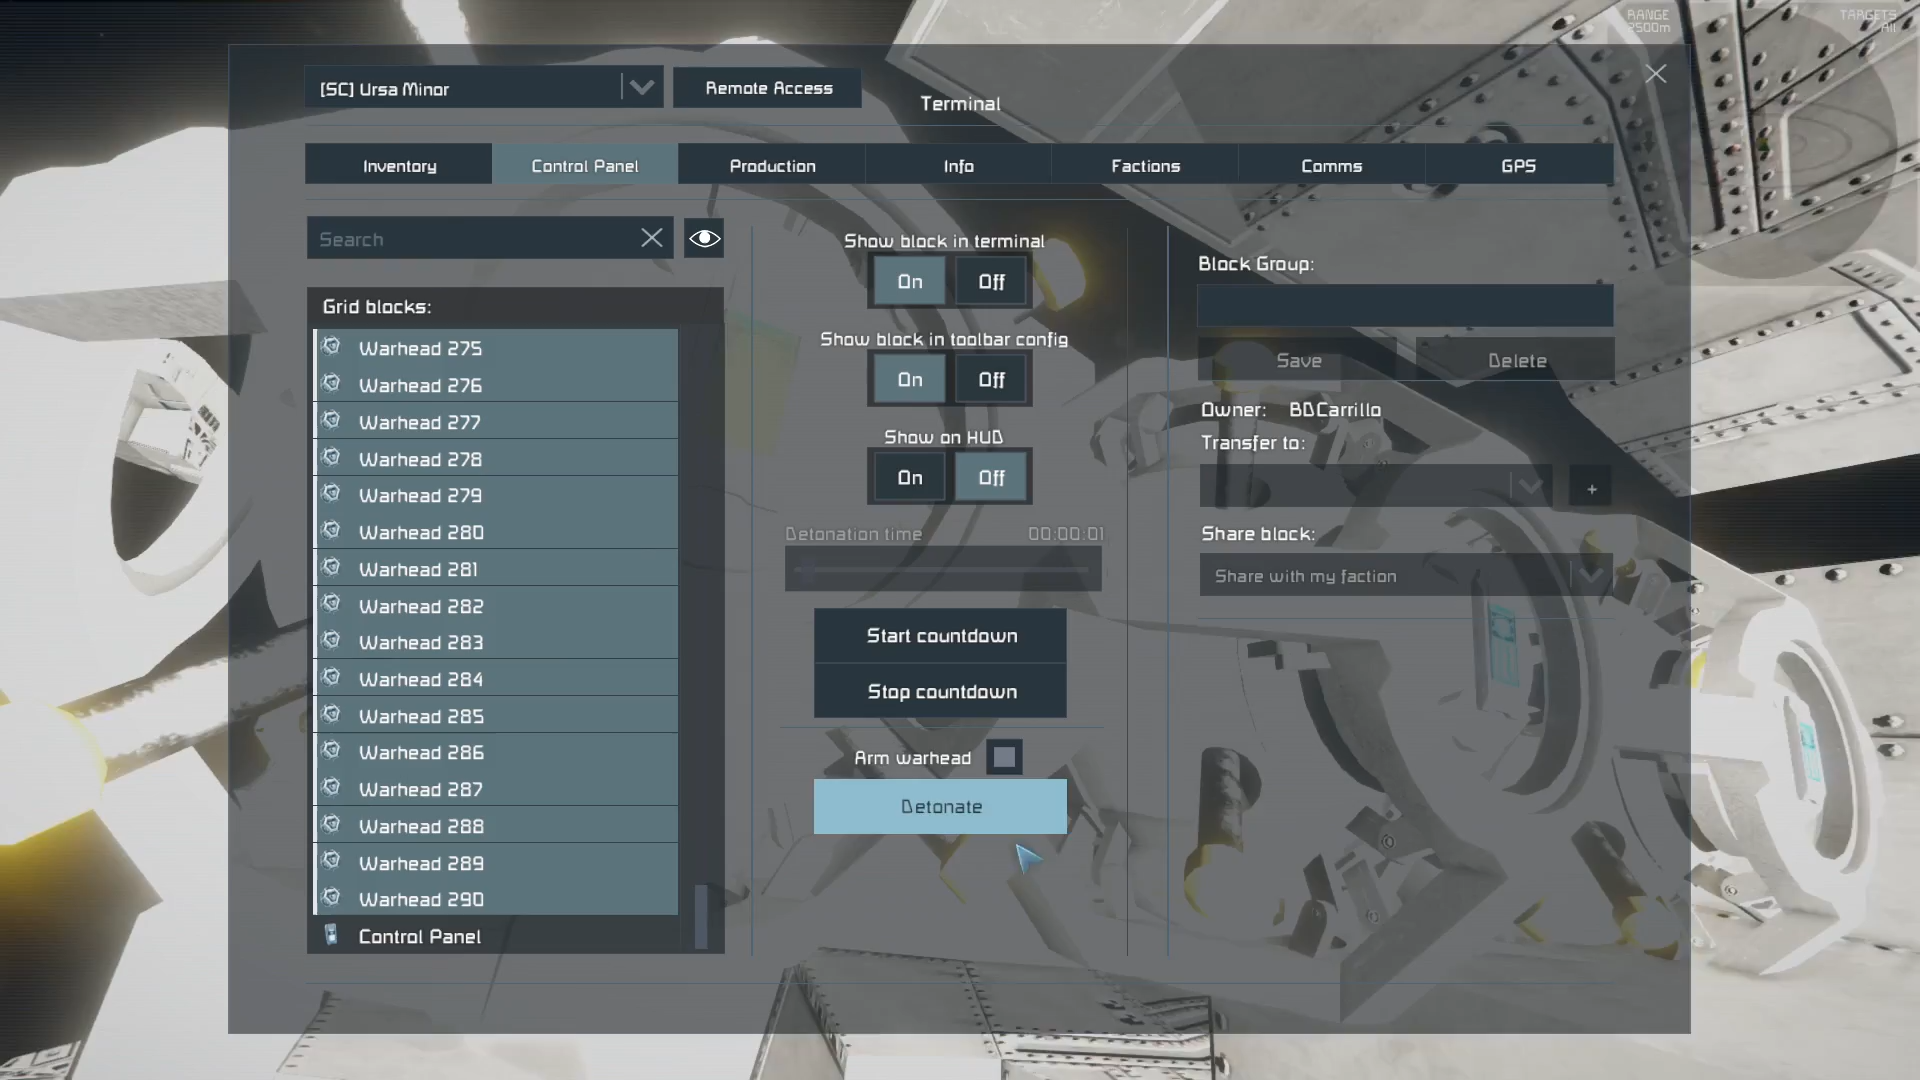 RANGE
2500m
TARGETS
All
[SC] Ursa Minor
Remote Access
Terminal
Inventory
Control Panel
Production
Info
Factions
Comms
GPS
Search
Grid blocks:
Warhead 275
Warhead 276
Warhead 277
Warhead 278
Warhead 279
Warhead 280
Warhead 281
Warhead 282
Warhead 283
Warhead 284
Warhead 285
Warhead 286
Warhead 287
Warhead 288
Warhead 289
Warhead 290
Control Panel
Show block in terminal
On Off
Show block in toolbar config
On Off
Show on HUD
On Off
Detonation time 00:00:01
Start countdown
Stop countdown
Arm warhead
Detonate
Block Group:
Save Delete
Owner: BDCarrillo
Transfer to:
+
Share block:
Share with my faction